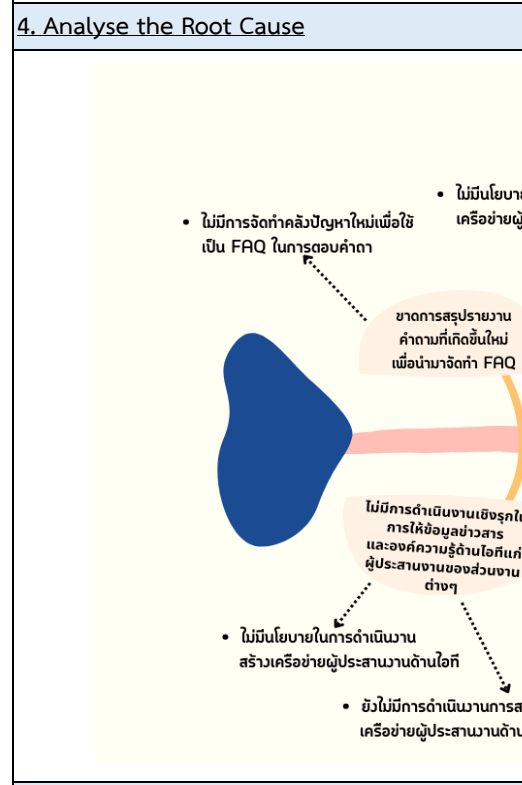 4. Analyse the Root Cause
• ไม่มีนโยบา
เครือข่ายผู้
• ไม่มีการจัดทำคลังปัญหาใหม่เพื่อใช้
เป็น FAQ ในการตอบคำถา
ขาดการสรุปรายงาน
คำถามที่เกิดขึ้นใหม่
เพื่อนำมาจัดทำ FAQ
ไม่มีการดำเนินงานเชิงรุกใน
การให้ข้อมูลข่าวสาร
และองค์ความรู้ด้านไอทีแก่
ผู้ประสานงานของส่วนงาน
ต่างๆ
• ไม่มีนโยบายในการดำเนินงาน
สร้างเครือข่ายผู้ประสานงานด้านไอที
• ยังไม่มีการดำเนินงานการส
เครือข่ายผู้ประสานงานด้าน